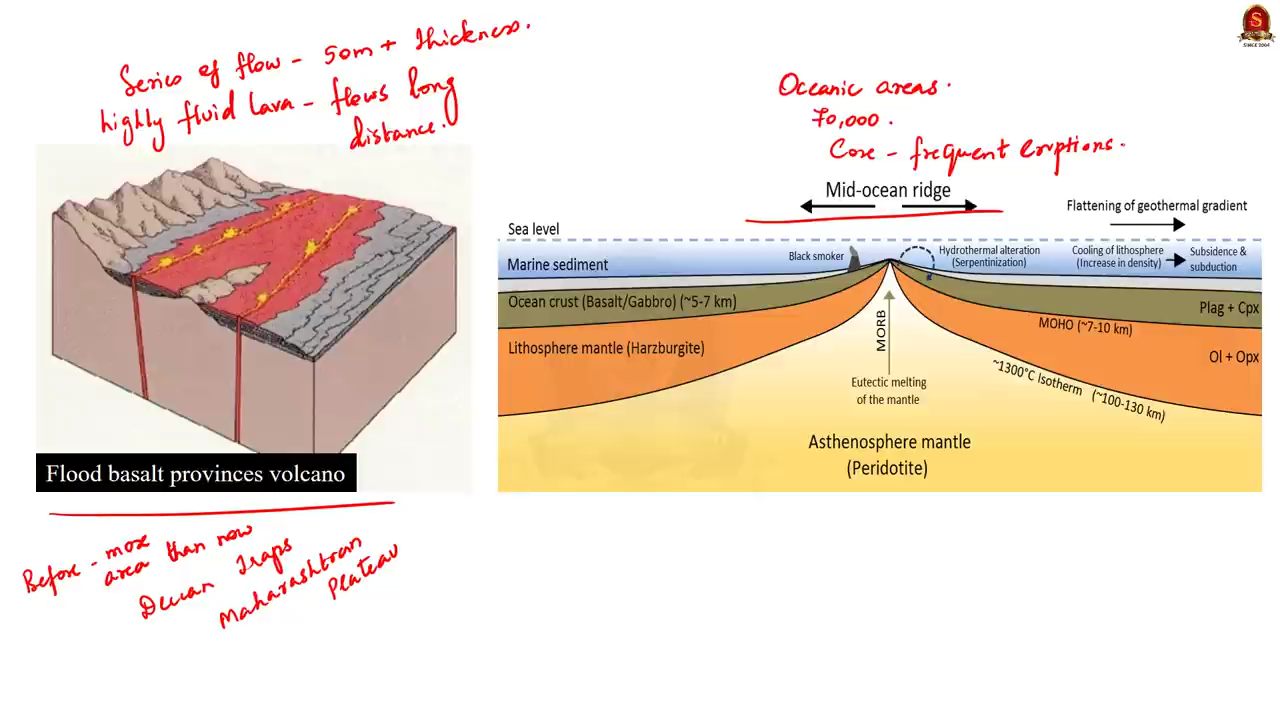 Series of flow - 50m + thickness.
highly fluid lava - flows long
distance.
Flood basalt provinces volcano
Before - more
area than now
Deccan Traps
Maharashtran
Plateau
S
SINCE 2004
Oceanic areas.
70,000.
Core - frequent eruptions.
Mid-ocean ridge
Flattening of geothermal gradient
Sea level
Marine sediment
Black smoker
Hydrothermal alteration
(Serpentinization)
Cooling of lithosphere
(Increase in density)
Subsidence &
subduction
Ocean crust (Basalt/Gabbro) (~5-7 km)
Plag + Cpx
MOHO (~7-10 km)
MORB
Lithosphere mantle (Harzburgite)
Ol + Opx
~1300°C Isotherm (~100-130 km)
Eutectic melting
of the mantle
Asthenosphere mantle
(Peridotite)